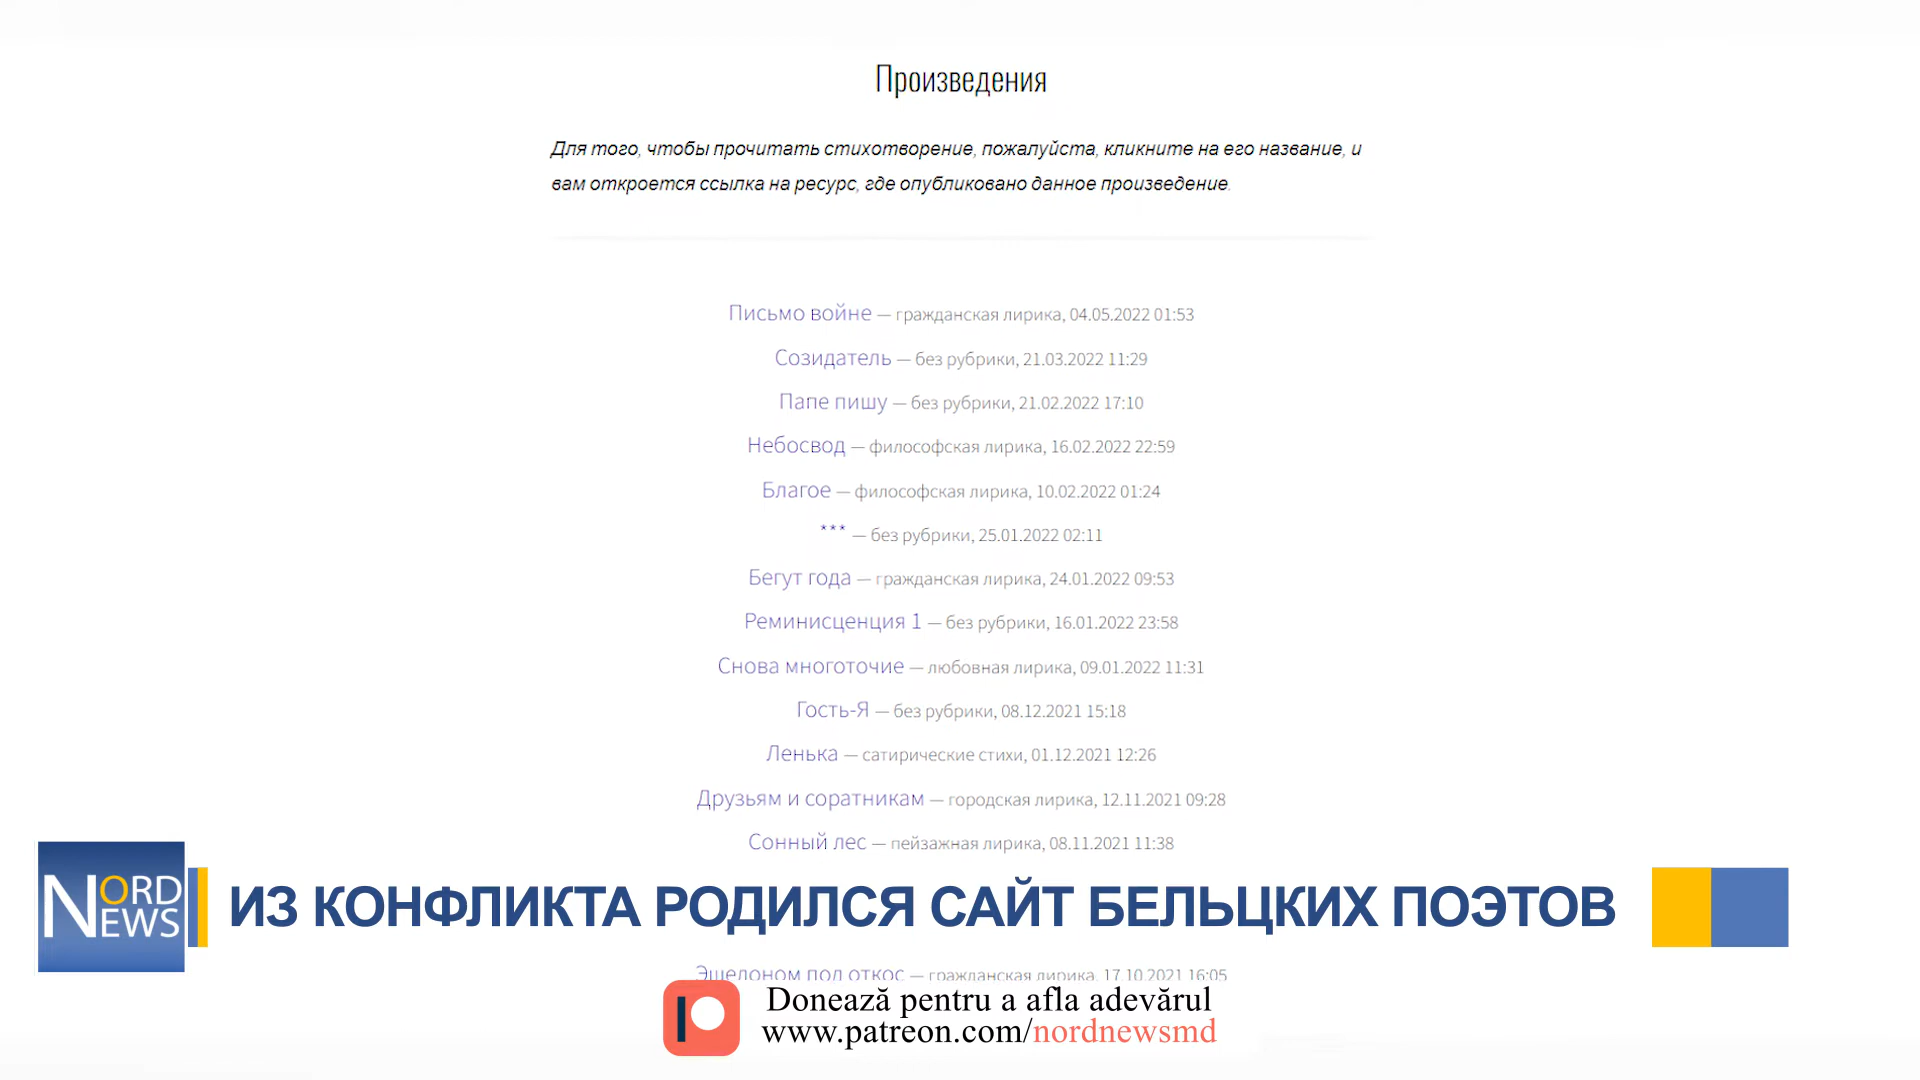 Произведения
Для того, чтобы прочитать стихотворение, пожалуйста, кликните на его название, и
вам откроется ссылка на ресурс, где опубликовано данное произведение.
Письмо войне — гражданская лирика, 04.05.2022 01:53
Созидатель — без рубрики, 21.03.2022 11:29
Папе пишу — без рубрики, 21.02.2022 17:10
Небосвод — философская лирика, 16.02.2022 22:59
Благое — философская лирика, 10.02.2022 01:24
*** — без рубрики, 25.01.2022 02:11
Бегут года — гражданская лирика, 24.01.2022 09:53
Реминисценция 1 — без рубрики, 16.01.2022 23:58
Снова многоточие — любовная лирика, 09.01.2022 11:31
Гость-Я — без рубрики, 08.12.2021 15:18
Ленька — сатирические стихи, 01.12.2021 12:26
Друзьям и соратникам — городская лирика, 12.11.2021 09:28
Сонный лес — пейзажная лирика, 08.11.2021 11:38
NORD
NEWS
ИЗ КОНФЛИКТА РОДИЛСЯ САЙТ БЕЛЬЦКИХ ПОЭТОВ
Эшелоном под откос — гражданская лирика, 17.10.2021 16:05
Donează pentru a afla adevărul
www.patreon.com/nordnewsmd